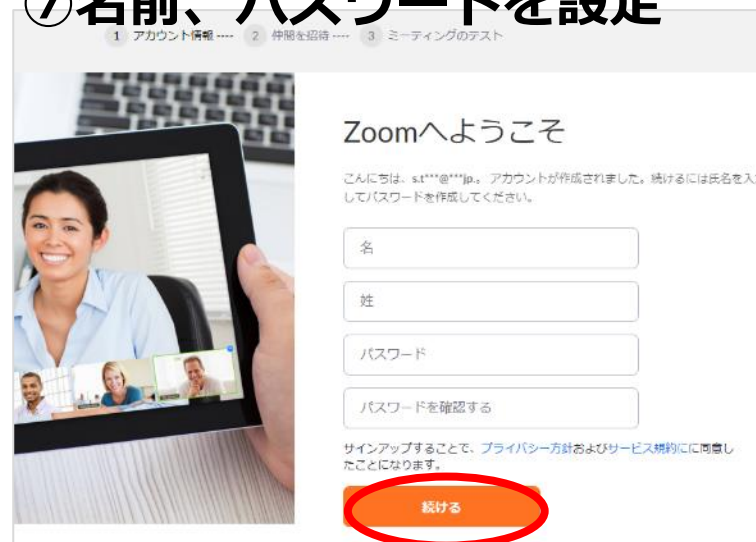 ⑦名前、パスワードを設定
1 アカウント情報 ---- 2 仲間を招待 ---- 3 ミーティングのテスト
Zoomへようこそ
こんにちは、s.t***@***jp.。アカウントが作成されました。続けるには氏名を入
してパスワードを作成してください。
名
姓
パスワード
パスワードを確認する
サインアップすることで、プライバシー方針およびサービス規約にに同意し
たことになります。
続ける